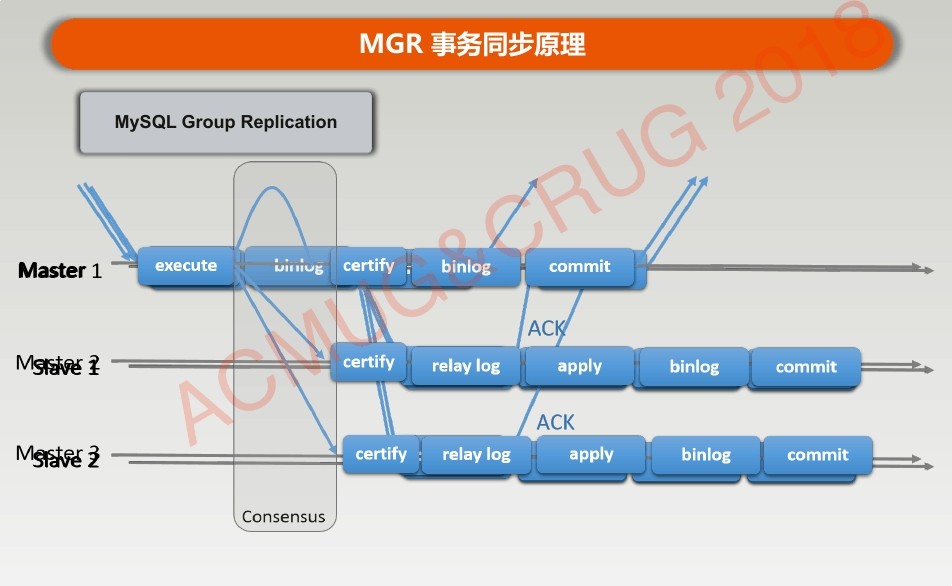 MGR 事务同步原理
MySQL Group Replication
Master 1
execute
binlog
certify
binlog
commit
ACK
Master 2
Slave 1
certify
relay log
apply
binlog
commit
ACK
Master 3
Slave 2
certify
relay log
apply
binlog
commit
Consensus
ACMUG&CRUG 2018